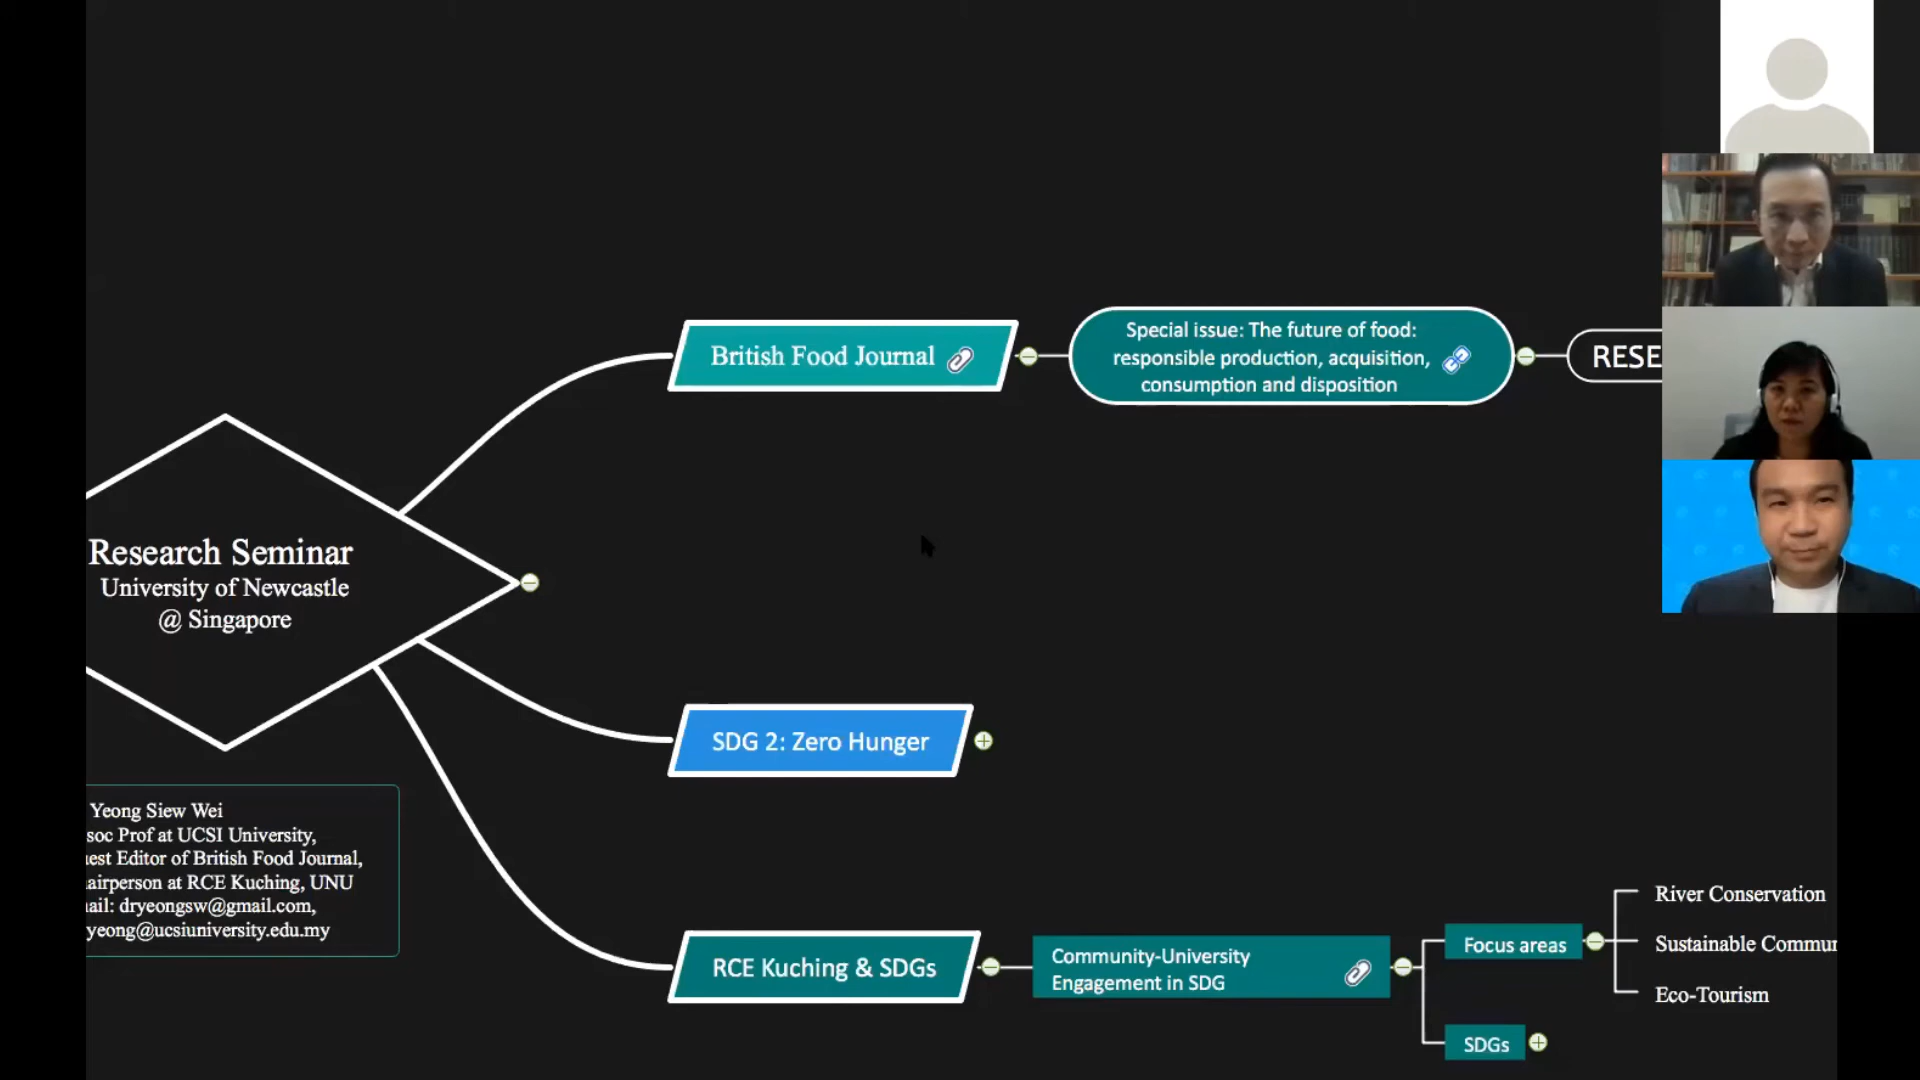 British Food Journal
Special issue: The future of food:
responsible production, acquisition,
consumption and disposition
RESE
Research Seminar
University of Newcastle
@ Singapore
SDG 2: Zero Hunger
Yeong Siew Wei
soc Prof at UCSI University,
est Editor of British Food Journal,
airperson at RCE Kuching, UNU
ail: dryeongsw@gmail.com,
yeong@ucsiuniversity.edu.my
RCE Kuching & SDGs
Community-University
Engagement in SDG
Focus areas
River Conservation
Sustainable Commun
Eco-Tourism
SDGs